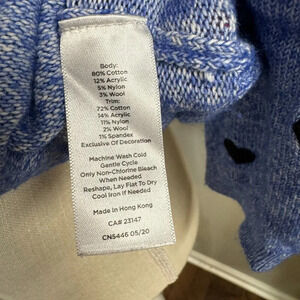 Body:
80% Cotton
12% Acrylic
5% Nylon
3% Wool
Trim:
72% Cotton
14% Acrylic
11% Nylon
2% Wool
1% Spandex
Exclusive Of Decoration
Machine Wash Cold
Gentle Cycle
Only Non-Chlorine Bleach
When Needed
Reshape, Lay Flat To Dry
Cool Iron If Needed
Made In Hong Kong
CA# 23147
CN5446 05/20